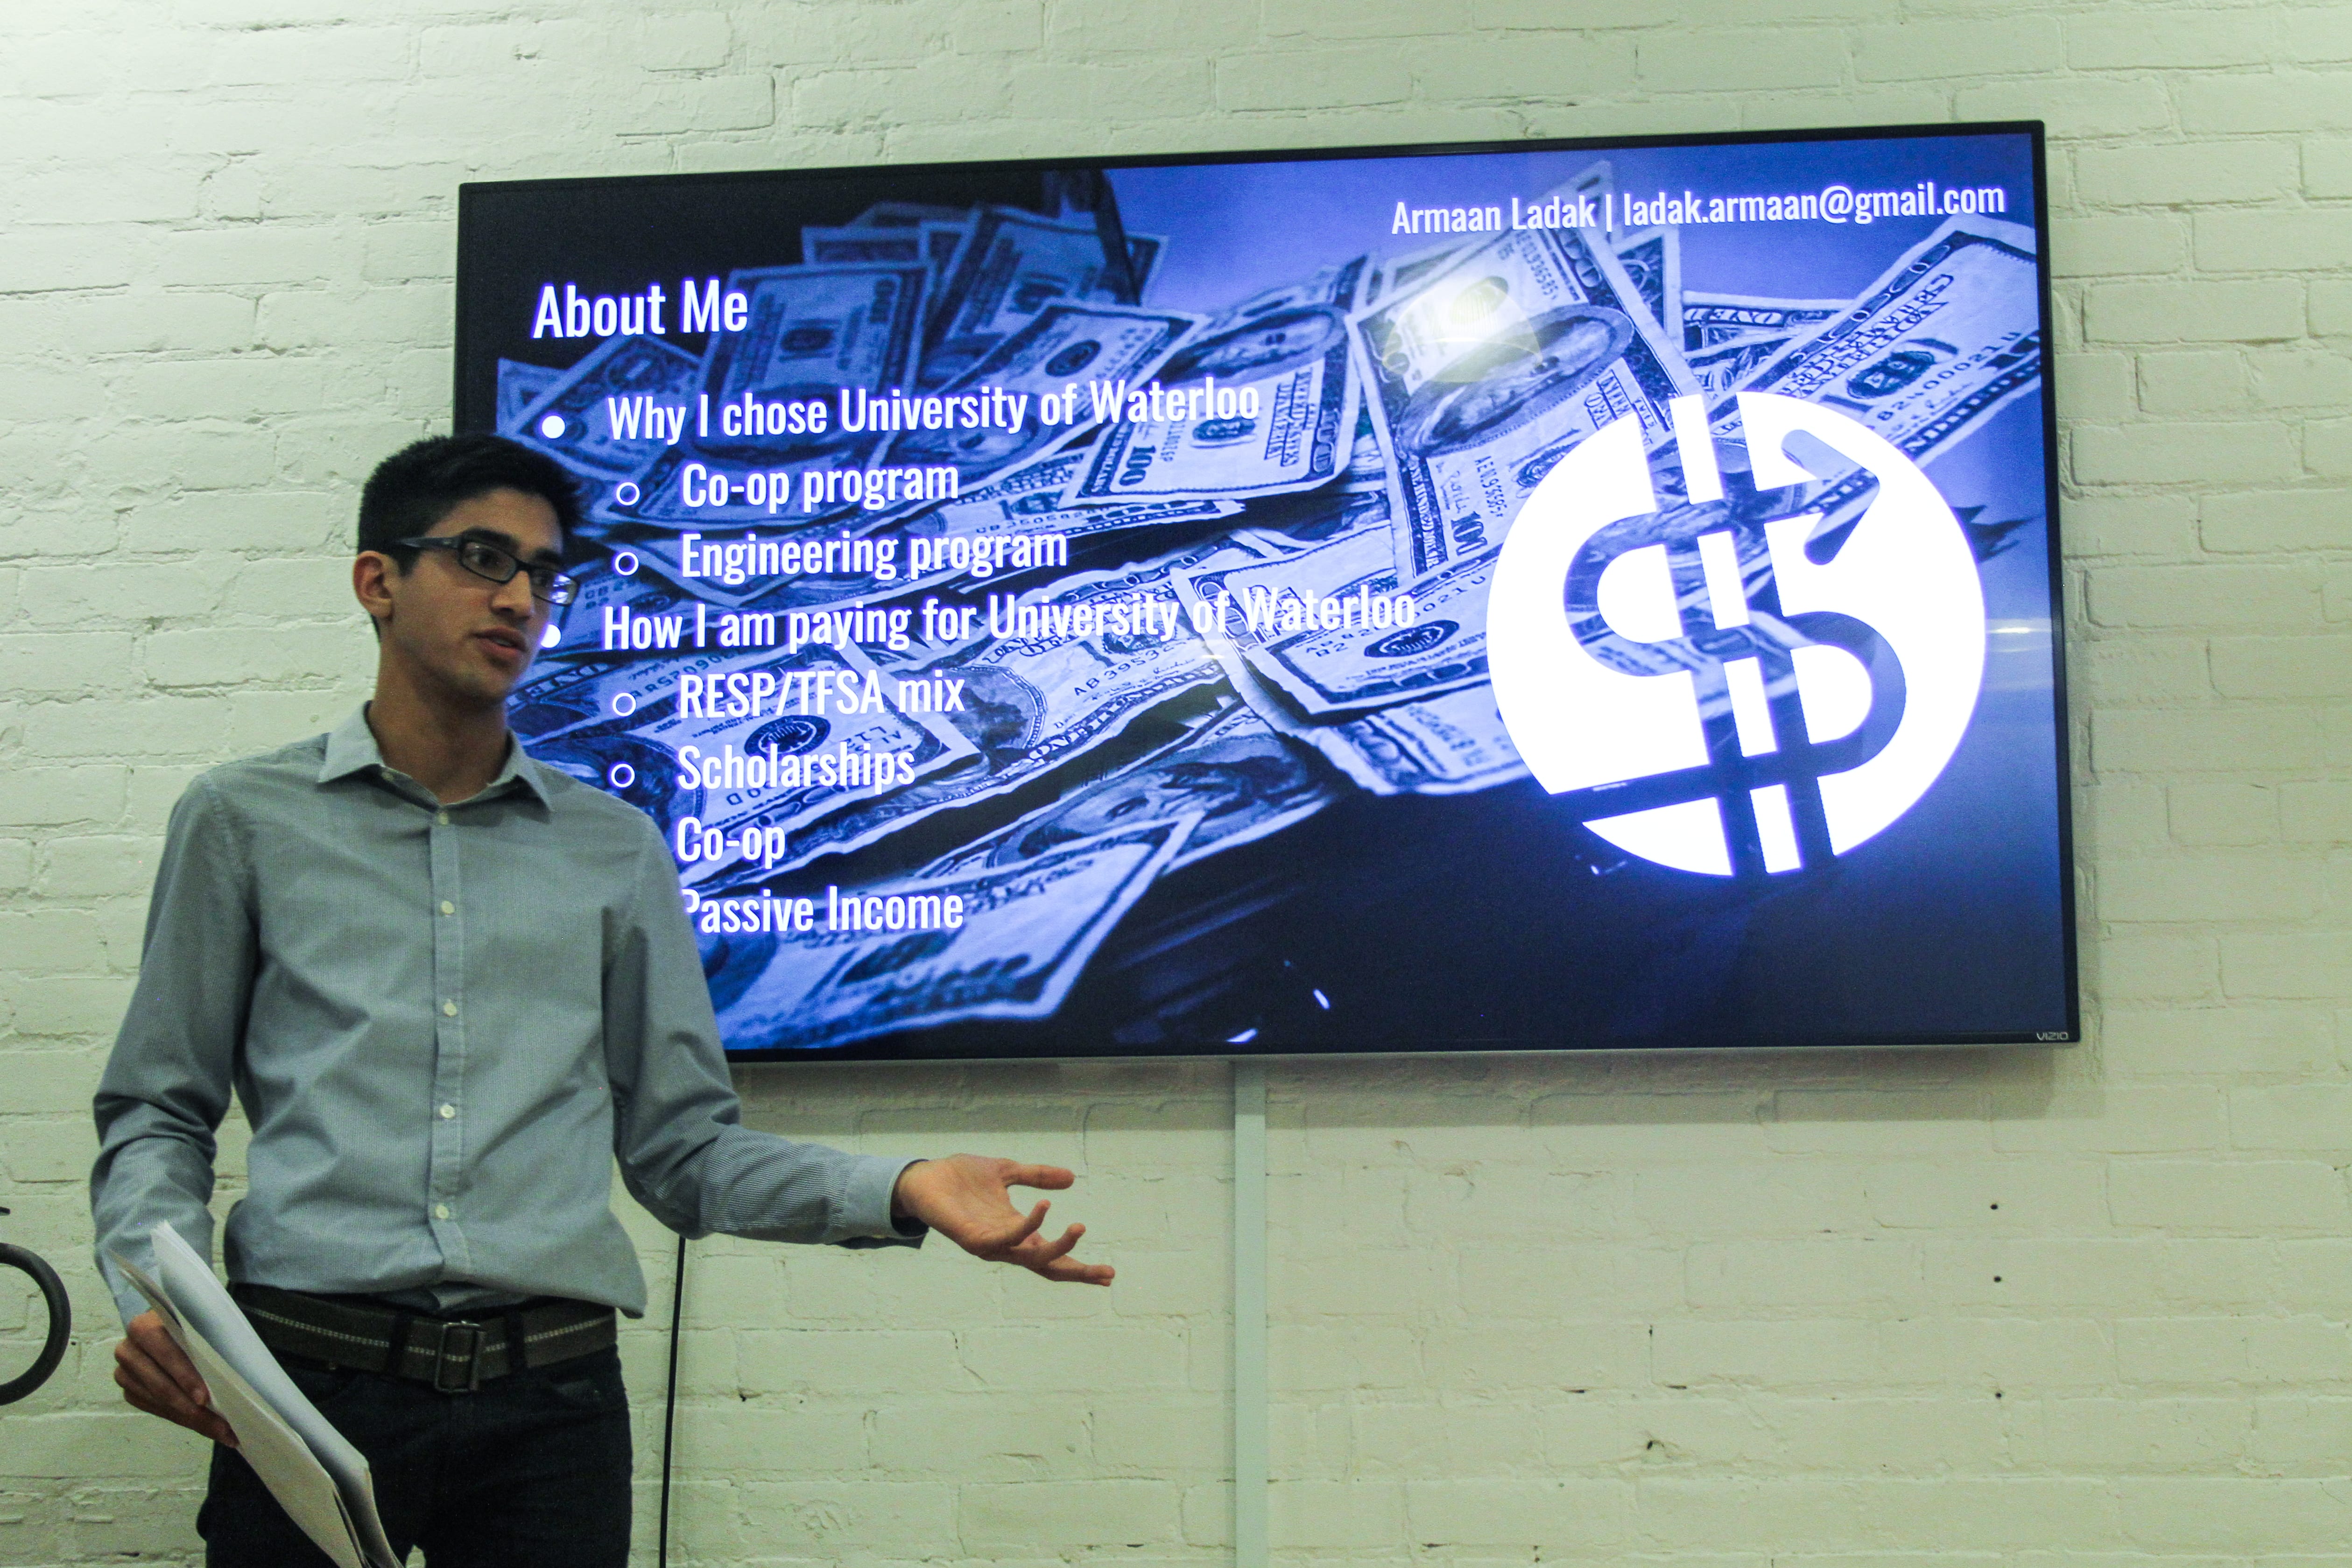 Armaan Ladak | ladak.armaan@gmail.com
About Me
● Why I chose University of Waterloo
○ Co-op program
○ Engineering program
● How I am paying for University of Waterloo
○ RESP/TFSA mix
○ Scholarships
Co-op
Passive Income
VIZIO